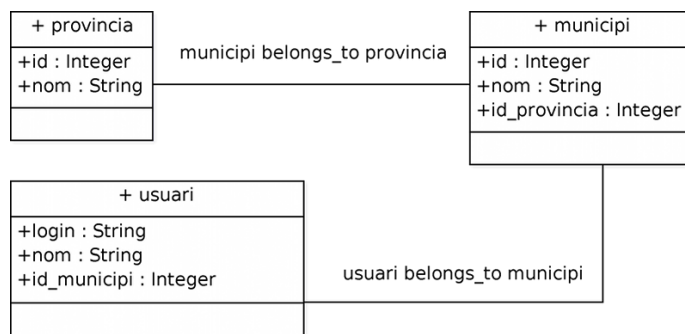 + provincia
+id : Integer
+nom : String
municipi belongs_to provincia
+ municipi
+id : Integer
+nom : String
+id_provincia : Integer
+ usuari
+login : String
+nom : String
+id_municipi : Integer
usuari belongs_to municipi